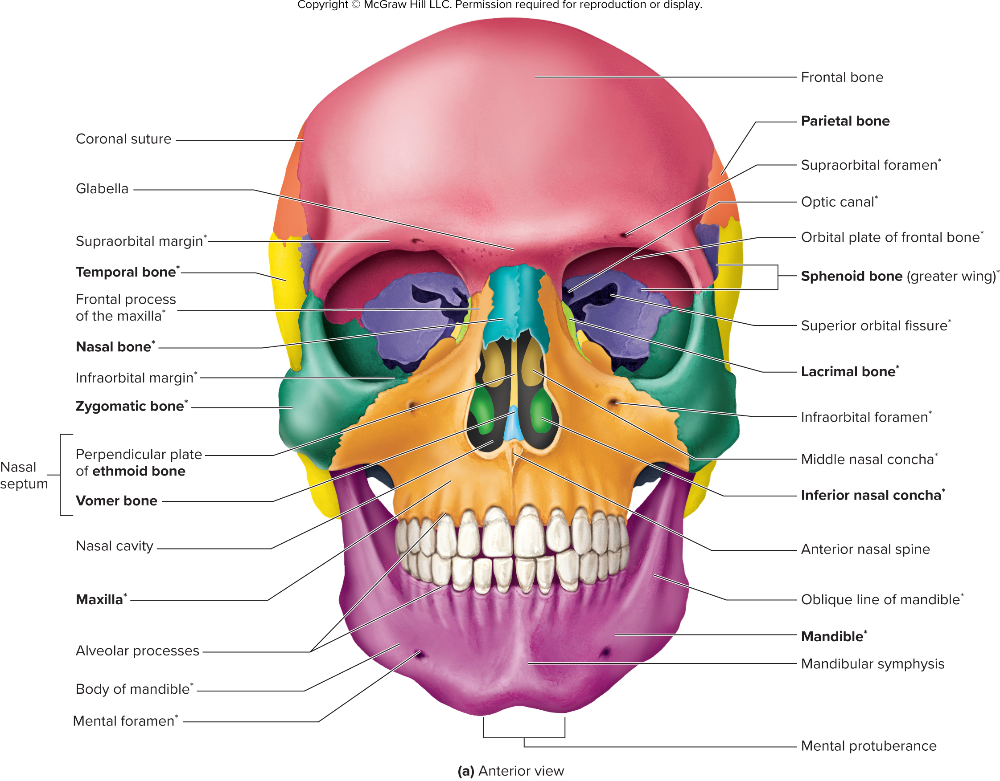 Copyright © McGraw Hill LLC. Permission required for reproduction or display.
Coronal suture
Glabella
Supraorbital margin*
Temporal bone*
Frontal process
of the maxilla*
Nasal bone*
Infraorbital margin*
Zygomatic bone*
Nasal
septum
Perpendicular plate
of ethmoid bone
Vomer bone
Nasal cavity
Maxilla*
Alveolar processes
Body of mandible*
Mental foramen*
Frontal bone
Parietal bone
Supraorbital foramen*
Optic canal*
Orbital plate of frontal bone*
Sphenoid bone (greater wing)*
Superior orbital fissure*
Lacrimal bone*
Infraorbital foramen*
Middle nasal concha*
Inferior nasal concha*
Anterior nasal spine
Oblique line of mandible*
Mandible*
Mandibular symphysis
Mental protuberance
(a) Anterior view